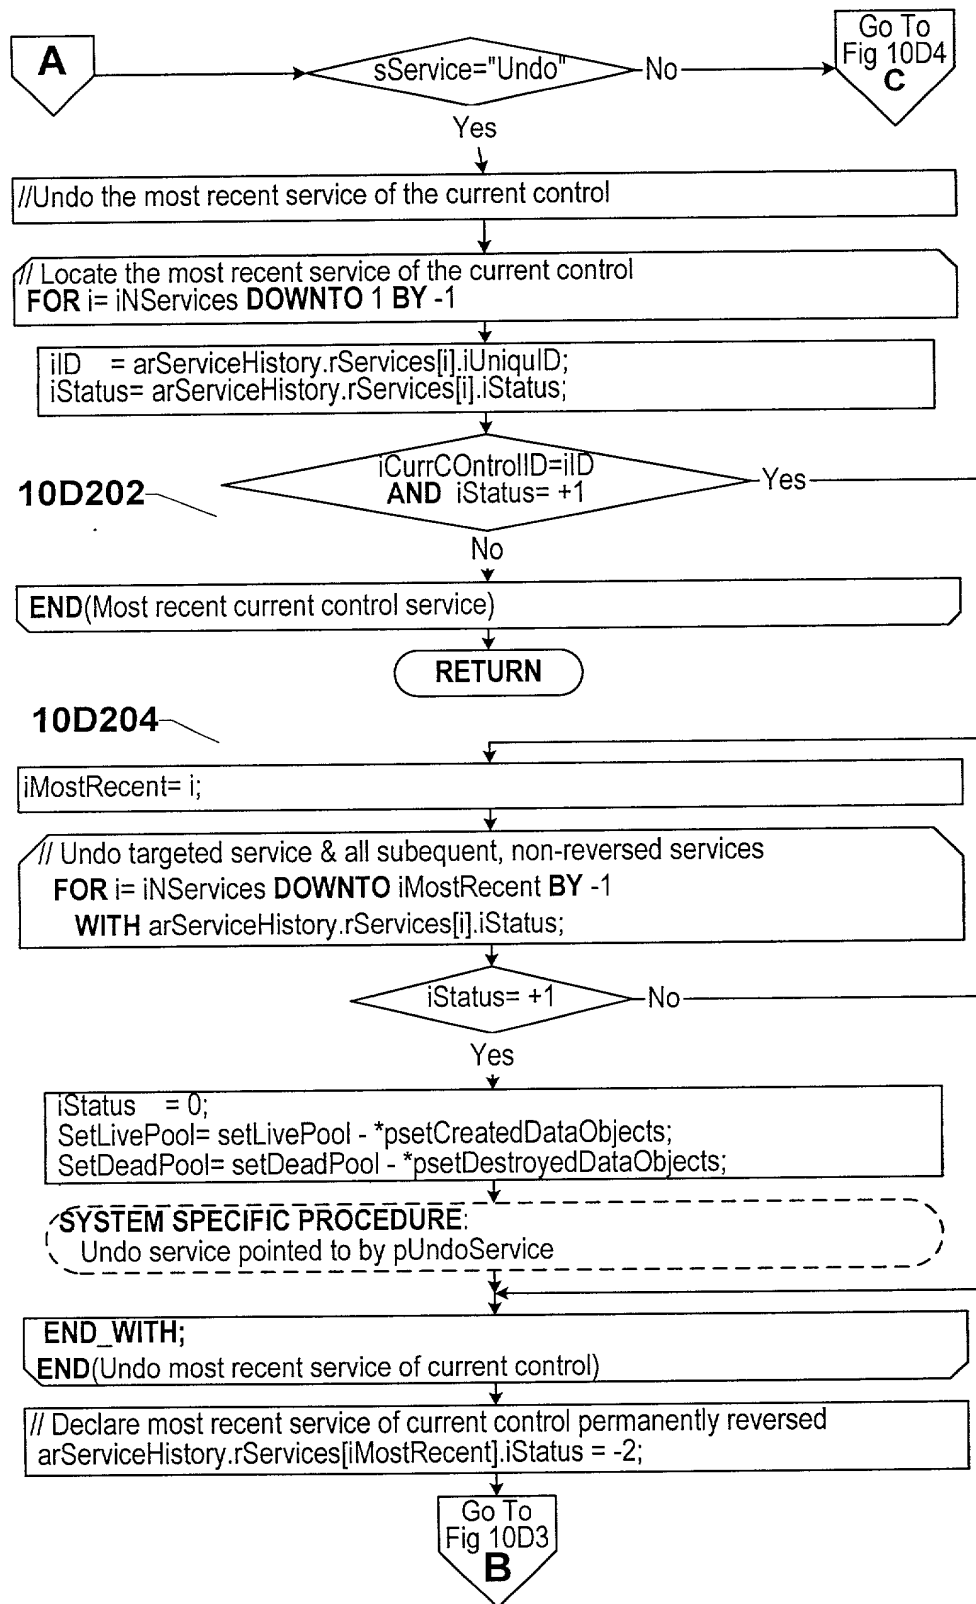 A
sService="Undo"
No
Go To
Fig 10D4
C
Yes
//Undo the most recent service of the current control
// Locate the most recent service of the current control
FOR i= iNServices DOWNTO 1 BY -1
iID = arServiceHistory.rServices[i].iUniquID;
iStatus= arServiceHistory.rServices[i].iStatus;
iCurrCOntrolID=iID
AND iStatus= +1
Yes
10D202
No
END(Most recent current control service)
RETURN
10D204
iMostRecent= i;
// Undo targeted service & all subequent, non-reversed services
FOR i= iNServices DOWNTO iMostRecent BY -1
WITH arServiceHistory.rServices[i].iStatus;
iStatus= +1
No
Yes
iStatus = 0;
SetLivePool= setLivePool - *psetCreatedDataObjects;
SetDeadPool= setDeadPool - *psetDestroyedDataObjects;
SYSTEM SPECIFIC PROCEDURE:
Undo service pointed to by pUndoService
END_WITH;
END(Undo most recent service of current control)
// Declare most recent service of current control permanently reversed
arServiceHistory.rServices[iMostRecent].iStatus = -2;
Go To
Fig 10D3
B